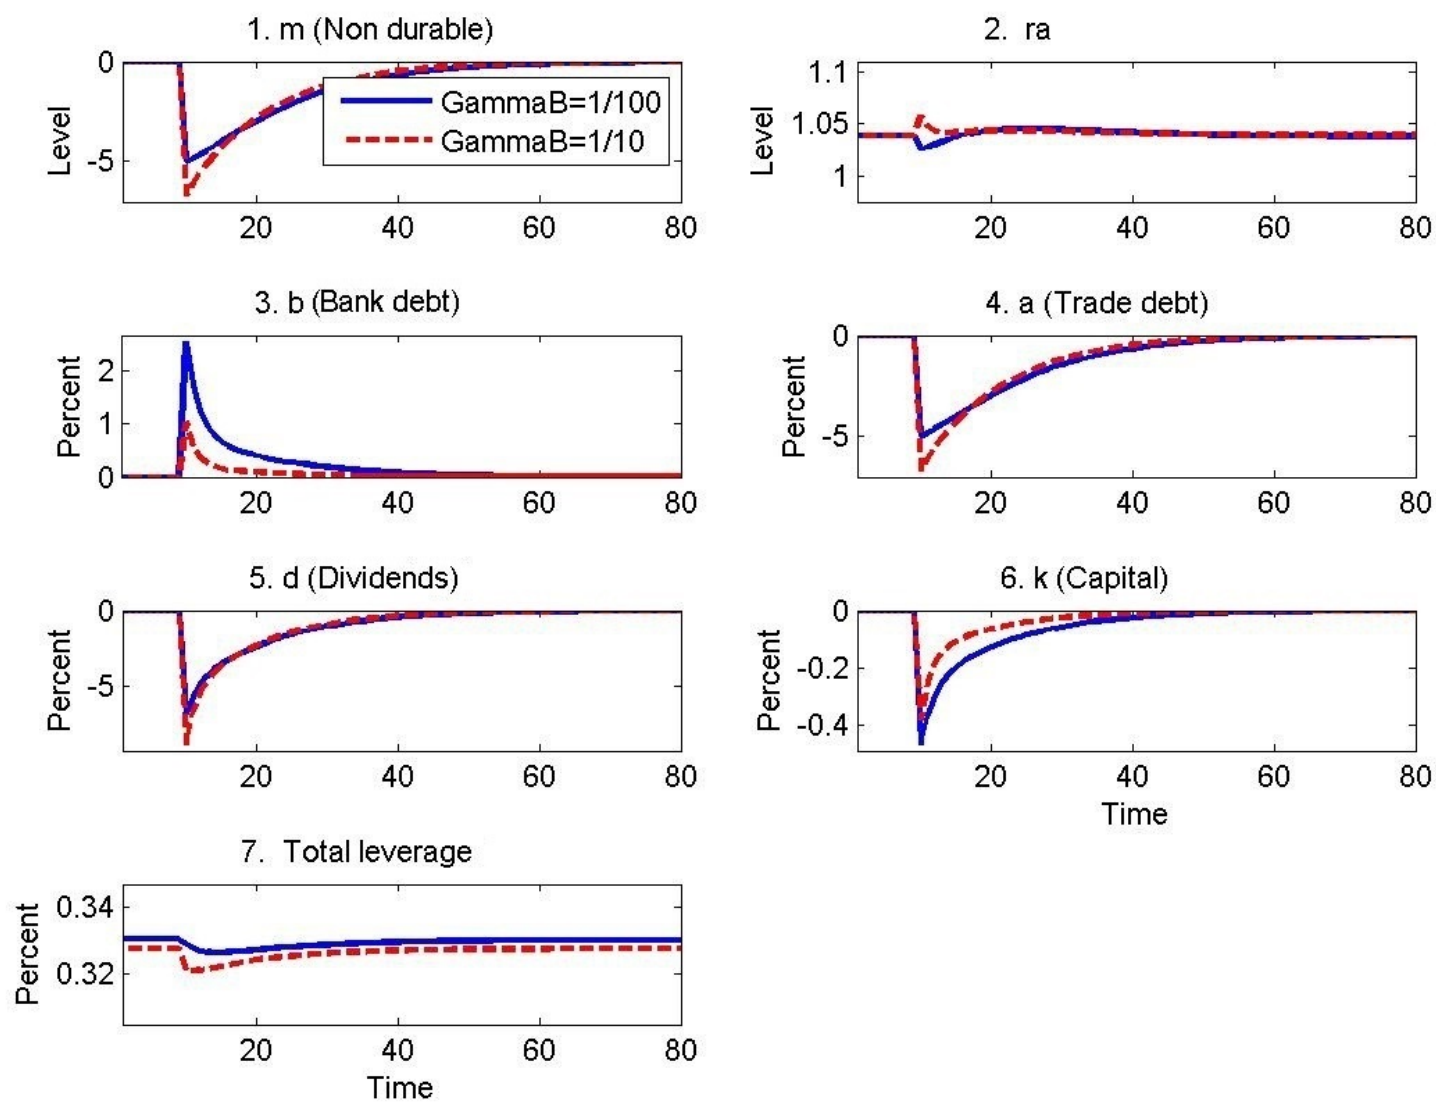 1. m (Non durable)
0
-5
Level
GammaB=1/100
GammaB=1/10
20 40 60 80
2. ra
1.1
1.05
1
Level
20 40 60 80
3. b (Bank debt)
2
1
0
Percent
20 40 60 80
4. a (Trade debt)
0
-5
Percent
20 40 60 80
5. d (Dividends)
0
-5
Percent
20 40 60 80
6. k (Capital)
0
-0.2
-0.4
Percent
20 40 60 80
Time
7. Total leverage
0.34
0.32
Percent
20 40 60 80
Time